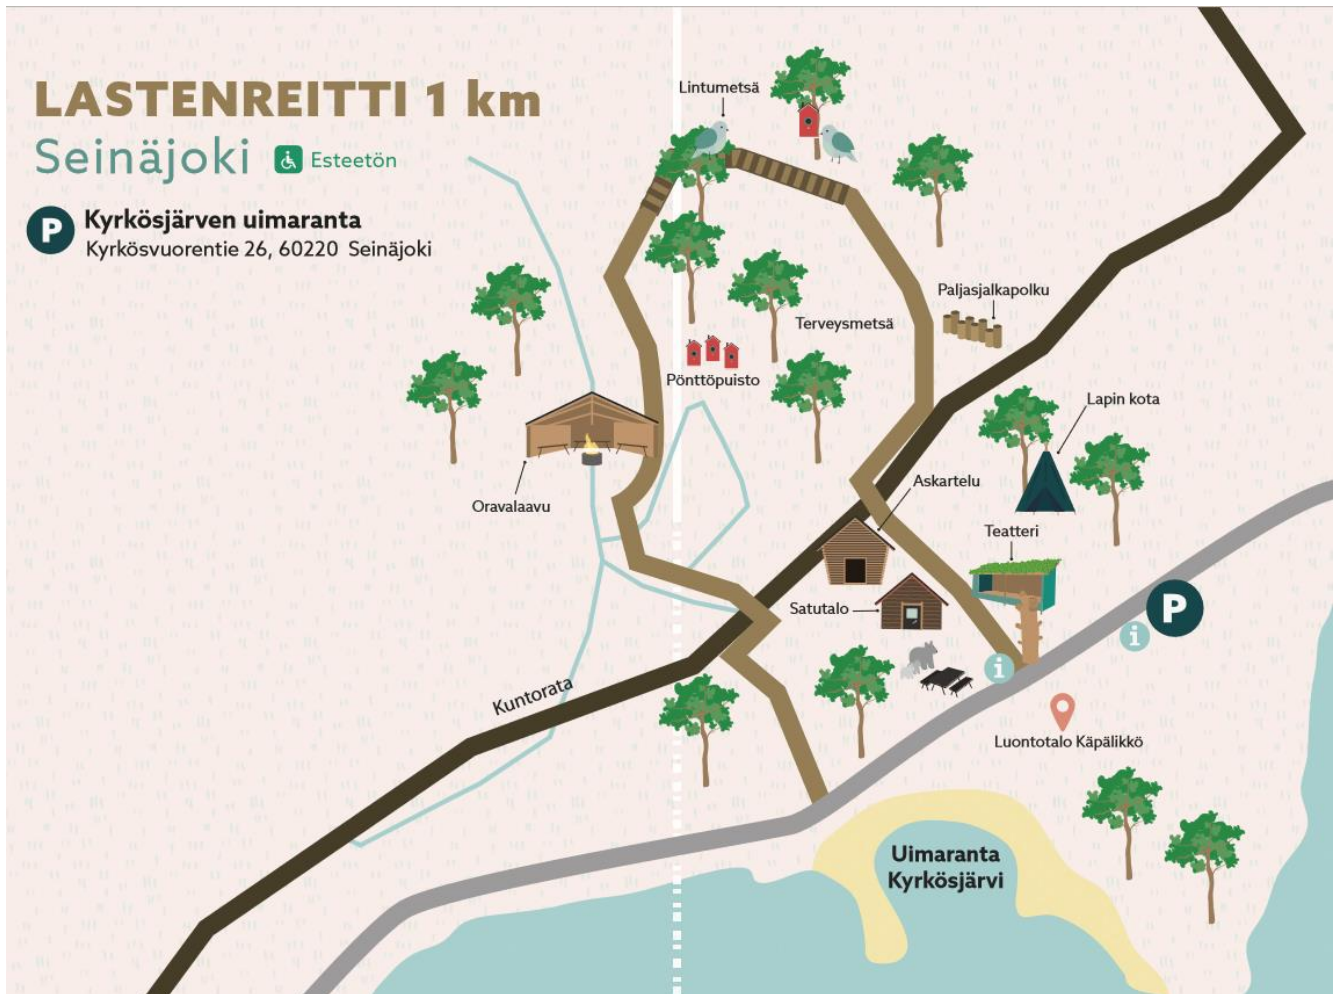 LASTENREITTI 1 km
Seinäjoki
Esteetön
P
Kyrkösjärven uimaranta
Kyrkösvuorentie 26, 60220 Seinäjoki
Lintumetsä
Paljasjalkapolku
Terveysmetsä
Pönttöpuisto
Lapin kota
Askartelu
Oravalaavu
Teatteri
Satutalo
P
i
i
Kuntorata
Luontotalo Käpälikkö
Uimaranta
Kyrkösjärvi